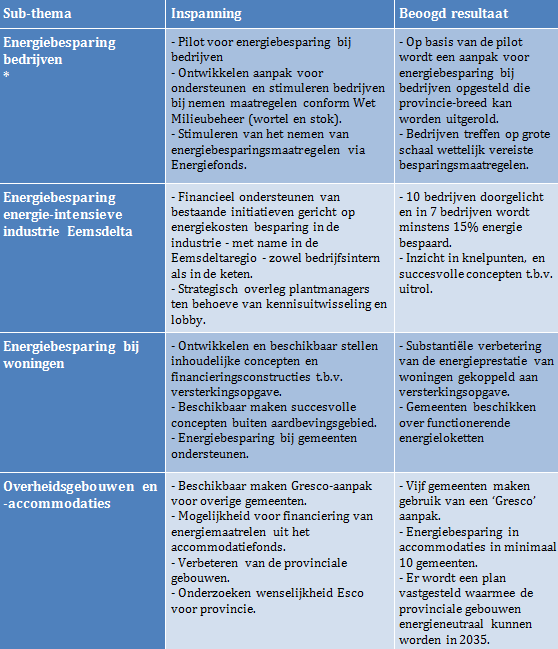 Sub-thema
Inspanning
Beoogd resultaat
Energiebesparing
bedrijven
*
- Pilot voor energiebesparing bij
bedrijven
- Ontwikkelen aanpak voor
ondersteunen en stimuleren bedrijven
bij nemen maatregelen conform Wet
Milieubeheer (wortel en stok).
- Stimuleren van het nemen van
energiebesparingsmaatregelen via
Energiefonds.
- Op basis van de pilot
wordt een aanpak voor
energiebesparing bij
bedrijven opgesteld die
provincie-breed kan
worden uitgerold.
- Bedrijven treffen op grote
schaal wettelijk vereiste
besparingsmaatregelen.
Energiebesparing
energie-intensieve
industrie Eemsdelta
- Financieel ondersteunen van
bestaande initiatieven gericht op
energiekosten besparing in de
industrie - met name in de
Eemsdeltaregio - zowel bedrijfsintern
als in de keten.
- Strategisch overleg plantmanagers
ten behoeve van kennisuitwisseling en
lobby.
- 10 bedrijven doorgelicht
en in 7 bedrijven wordt
minstens 15% energie
bespaard.
- Inzicht in knelpunten, en
succesvolle concepten t.b.v.
uitrol.
Energiebesparing bij
woningen
- Ontwikkelen en beschikbaar stellen
inhoudelijke concepten en
financieringsconstructies t.b.v.
versterkingsopgave.
- Beschikbaar maken succesvolle
concepten buiten aardbevingsgebied.
- Energiebesparing bij gemeenten
ondersteunen.
- Substantiële verbetering
van de energieprestatie van
woningen gekoppeld aan
versterkingsopgave.
- Gemeenten beschikken
over functionerende
energieloketten
Overheidsgebouwen en
-accommodaties
- Beschikbaar maken Gresco-aanpak
voor overige gemeenten.
- Mogelijkheid voor financiering van
energiemaatrelen uit het
accommodatiefonds.
- Verbeteren van de provinciale
gebouwen.
- Onderzoeken wenselijkheid Esco
voor provincie.
- Vijf gemeenten maken
gebruik van een ‘Gresco’
aanpak.
- Energiebesparing in
accommodaties in minimaal
10 gemeenten.
- Er wordt een plan
vastgesteld waarmee de
provinciale gebouwen
energieneutraal kunnen
worden in 2035.